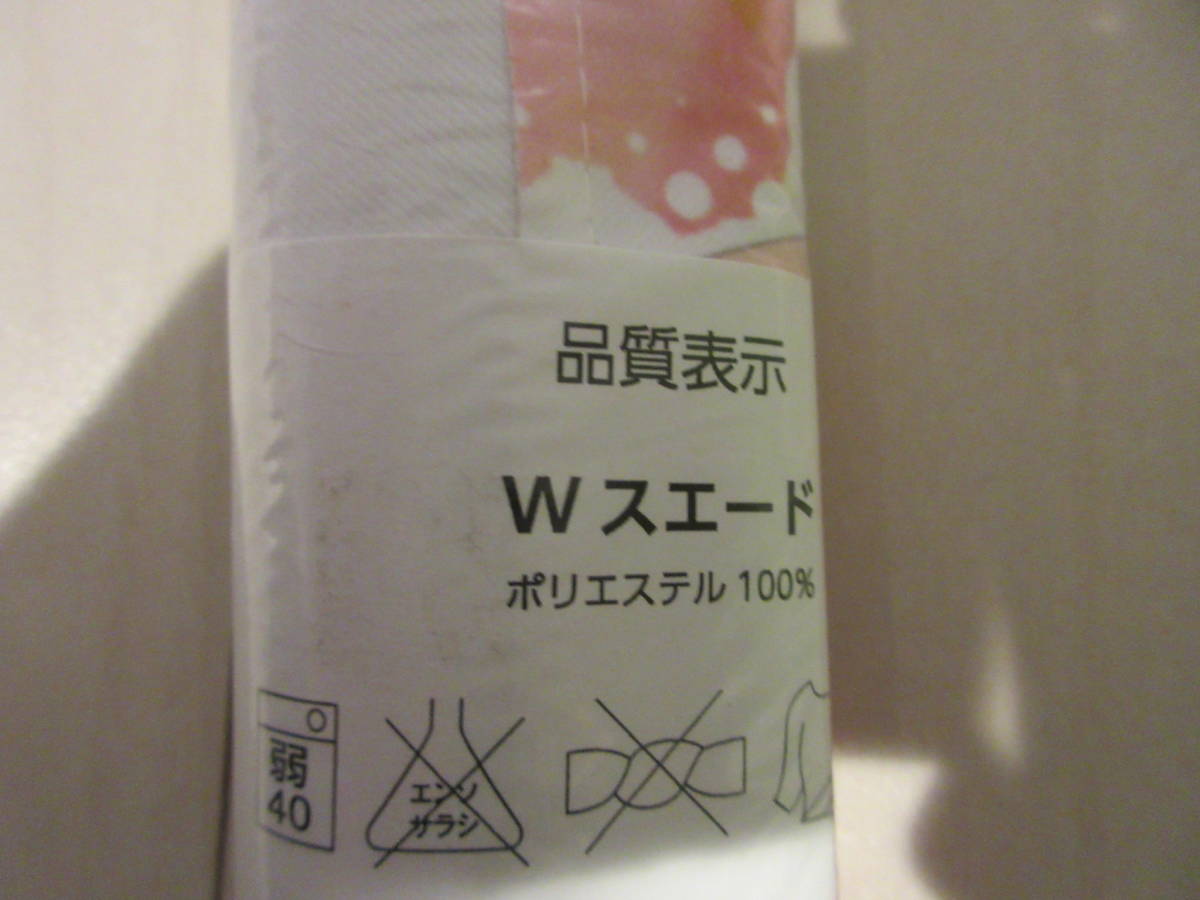 品質表示
W スエード
ポリエステル 100%
弱
40
エンソ
サラシ